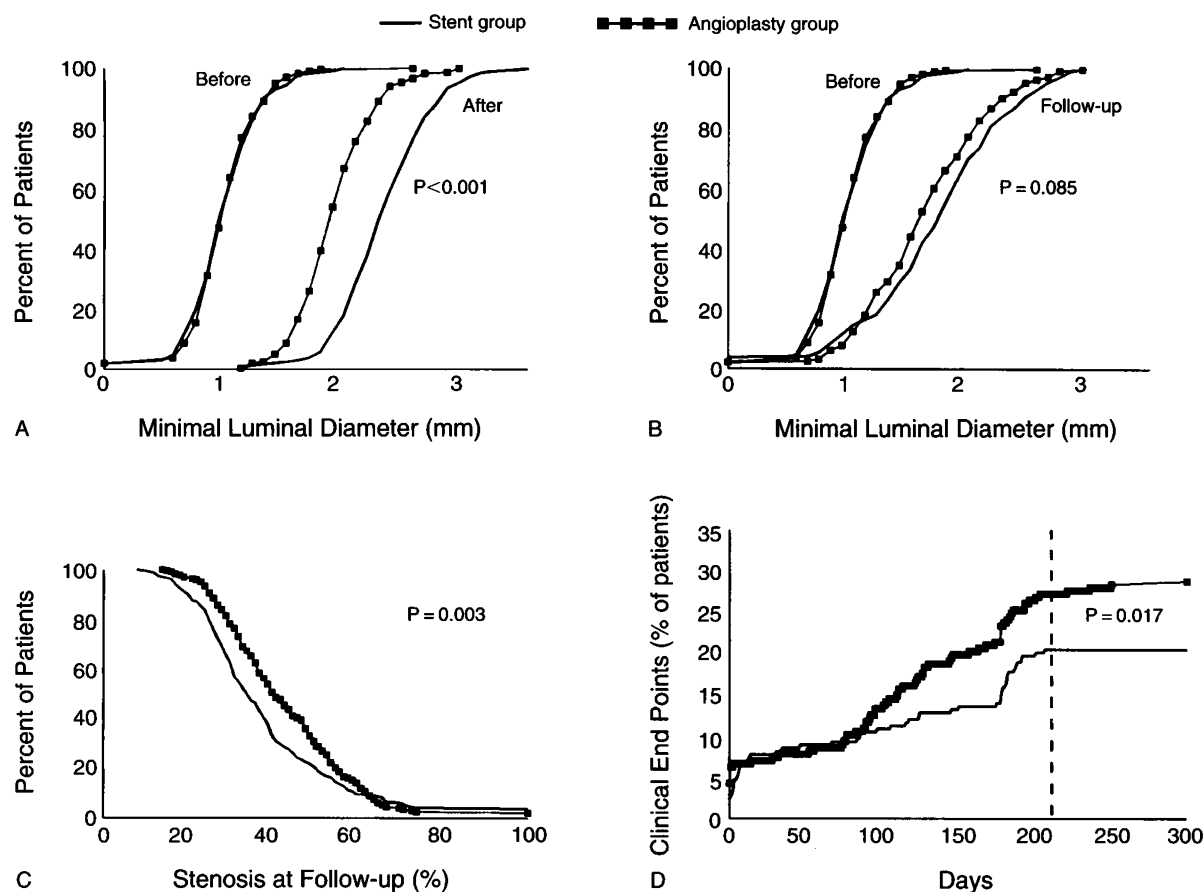 Stent group
Angioplasty group
100
80
60
40
20
0
Percent of Patients
Before
After
P<0.001
0
1
2
3
A
Minimal Luminal Diameter (mm)
100
80
60
40
20
0
Percent of Patients
Before
Follow-up
P = 0.085
0
1
2
3
B
Minimal Luminal Diameter (mm)
100
80
60
40
20
0
Percent of Patients
P = 0.003
20
40
60
80
100
C
Stenosis at Follow-up (%)
35
30
25
20
15
10
5
0
Clinical End Points (% of patients)
P = 0.017
0
50
100
150
200
250
300
D
Days